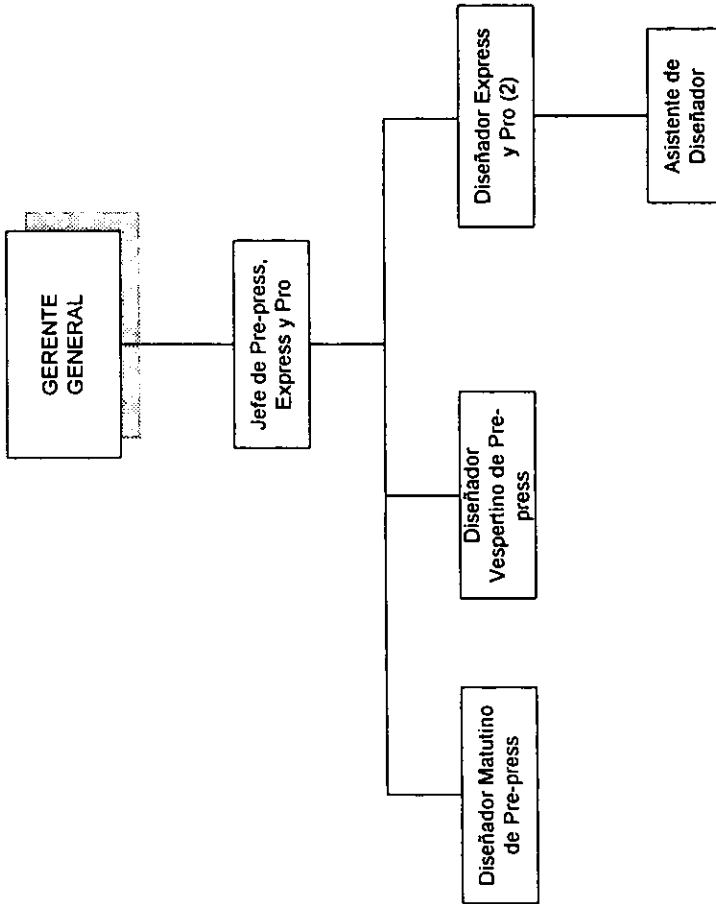 GERENTE
GENERAL
Jefe de Pre-press,
Express y Pro
Diseñador Matutino
de Pre-press
Diseñador
Vespertino de Pre-
press
Diseñador Express
y Pro (2)
Asistente de
Diseñador